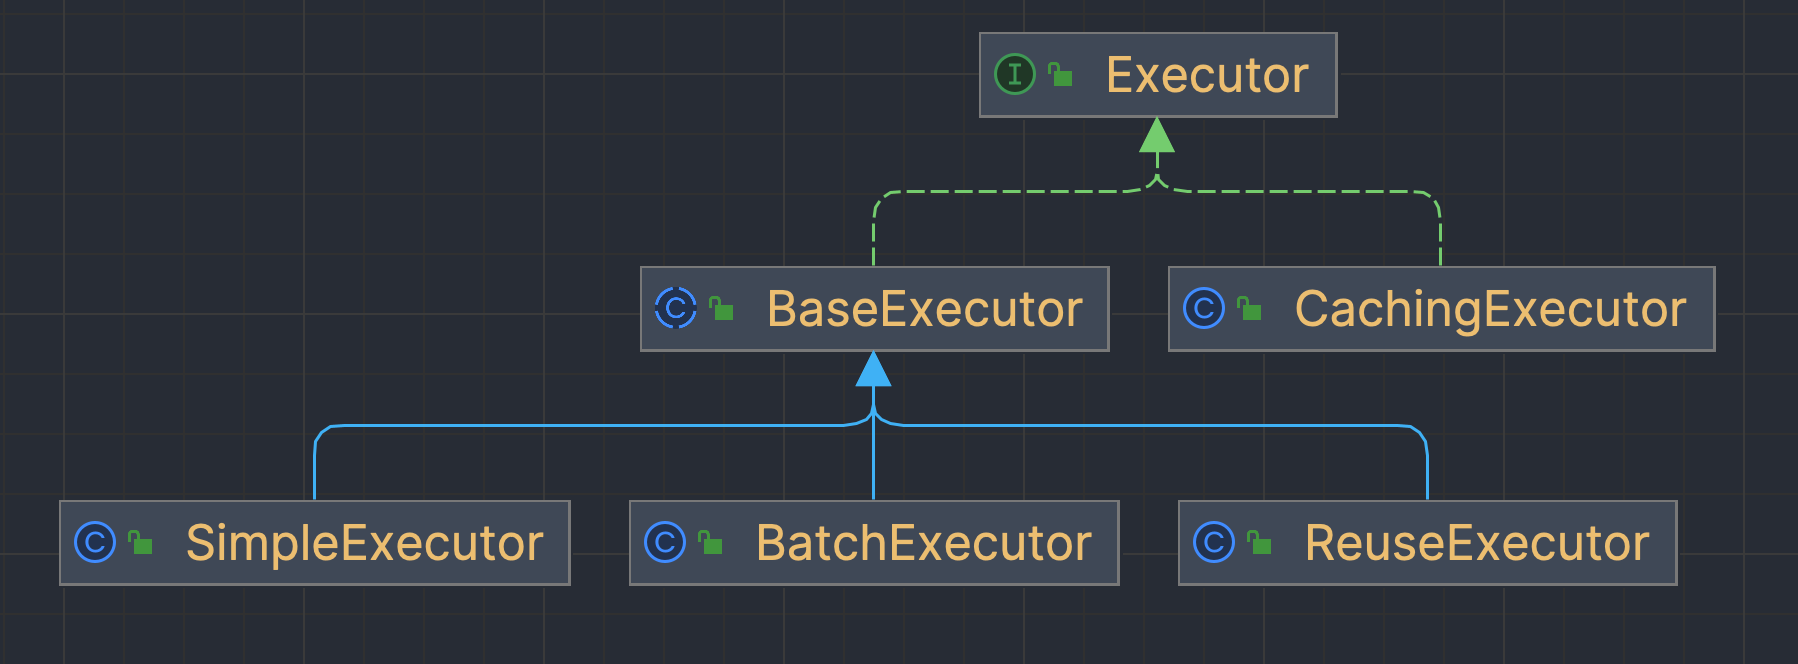 I Executor
C BaseExecutor
C CachingExecutor
C SimpleExecutor
C BatchExecutor
C ReuseExecutor